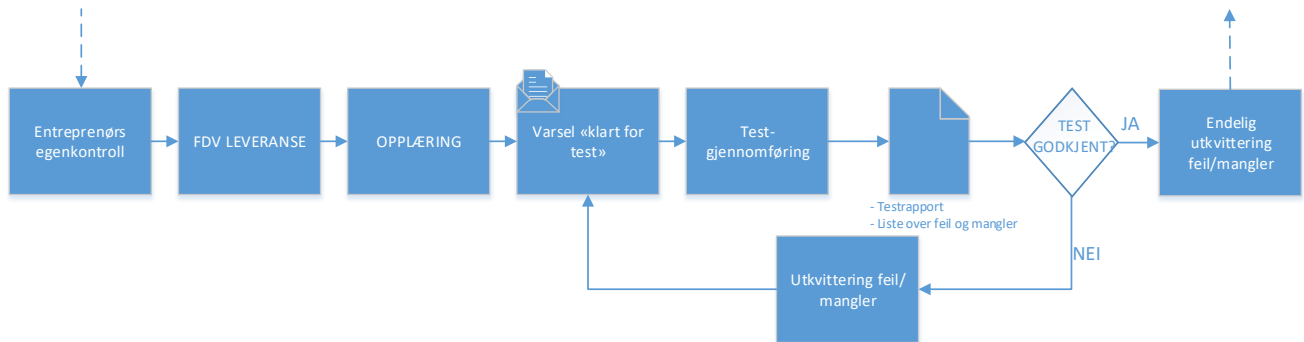 Entreprenørs
egenkontroll
FDV LEVERANSE
OPPLÆRING
Varsel «klart for
test»
Test-
gjennomføring
- Testrapport
- Liste over feil og mangler
TEST
GODKJENT?
JA
Endelig
utkvittering
feil/mangler
NEI
Utkvittering feil/
mangler